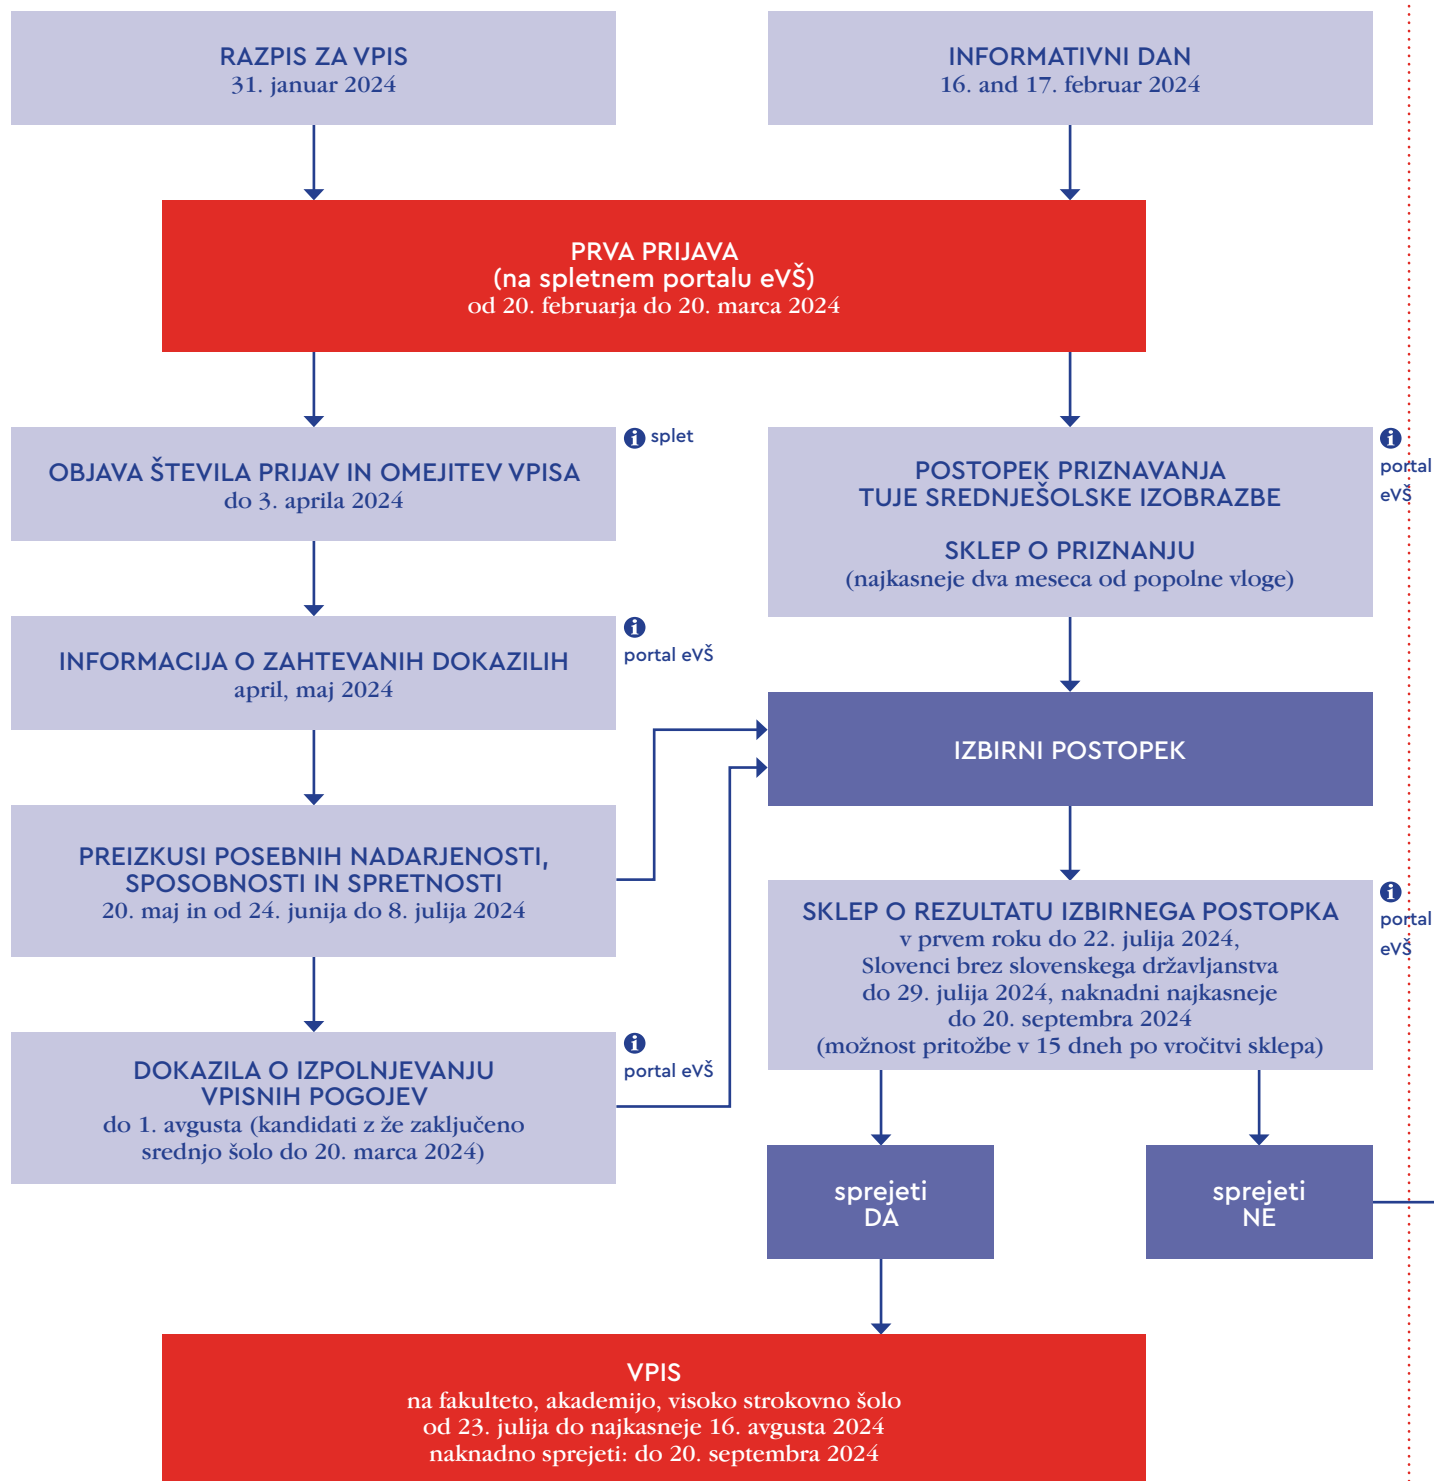 RAZPIS ZA VPIS
31. januar 2024
INFORMATIVNI DAN
16. and 17. februar 2024
PRVA PRIJAVA
(na spletnem portalu eVŠ)
od 20. februarja do 20. marca 2024
OBJAVA ŠTEVILA PRIJAV IN OMEJITEV VPISA
do 3. aprila 2024
i splet
POSTOPEK PRIZNAVANJA
TUJE SREDNJEŠOLSKE IZOBRAZBE
SKLEP O PRIZNANJU
(najkasneje dva meseca od popolne vloge)
i
portal
eVŠ
INFORMACIJA O ZAHTEVANIH DOKAZILIH
april, maj 2024
i
portal eVŠ
IZBIRNI POSTOPEK
PREIZKUSI POSEBNIH NADARJENOSTI,
SPOSOBNOSTI IN SPRETNOSTI
20. maj in od 24. junija do 8. julija 2024
SKLEP O REZULTATU IZBIRNEGA POSTOPKA
v prvem roku do 22. julija 2024,
Slovenci brez slovenskega državljanstva
do 29. julija 2024, naknadni najkasneje
do 20. septembra 2024
(možnost pritožbe v 15 dneh po vročitvi sklepa)
i
portal
eVŠ
DOKAZILA O IZPOLNJEVANJU
VPISNIH POGOJEV
do 1. avgusta (kandidati z že zaključeno
srednjo šolo do 20. marca 2024)
i
portal eVŠ
sprejeti
DA
sprejeti
NE
VPIS
na fakulteto, akademijo, visoko strokovno šolo
od 23. julija do najkasneje 16. avgusta 2024
naknadno sprejeti: do 20. septembra 2024